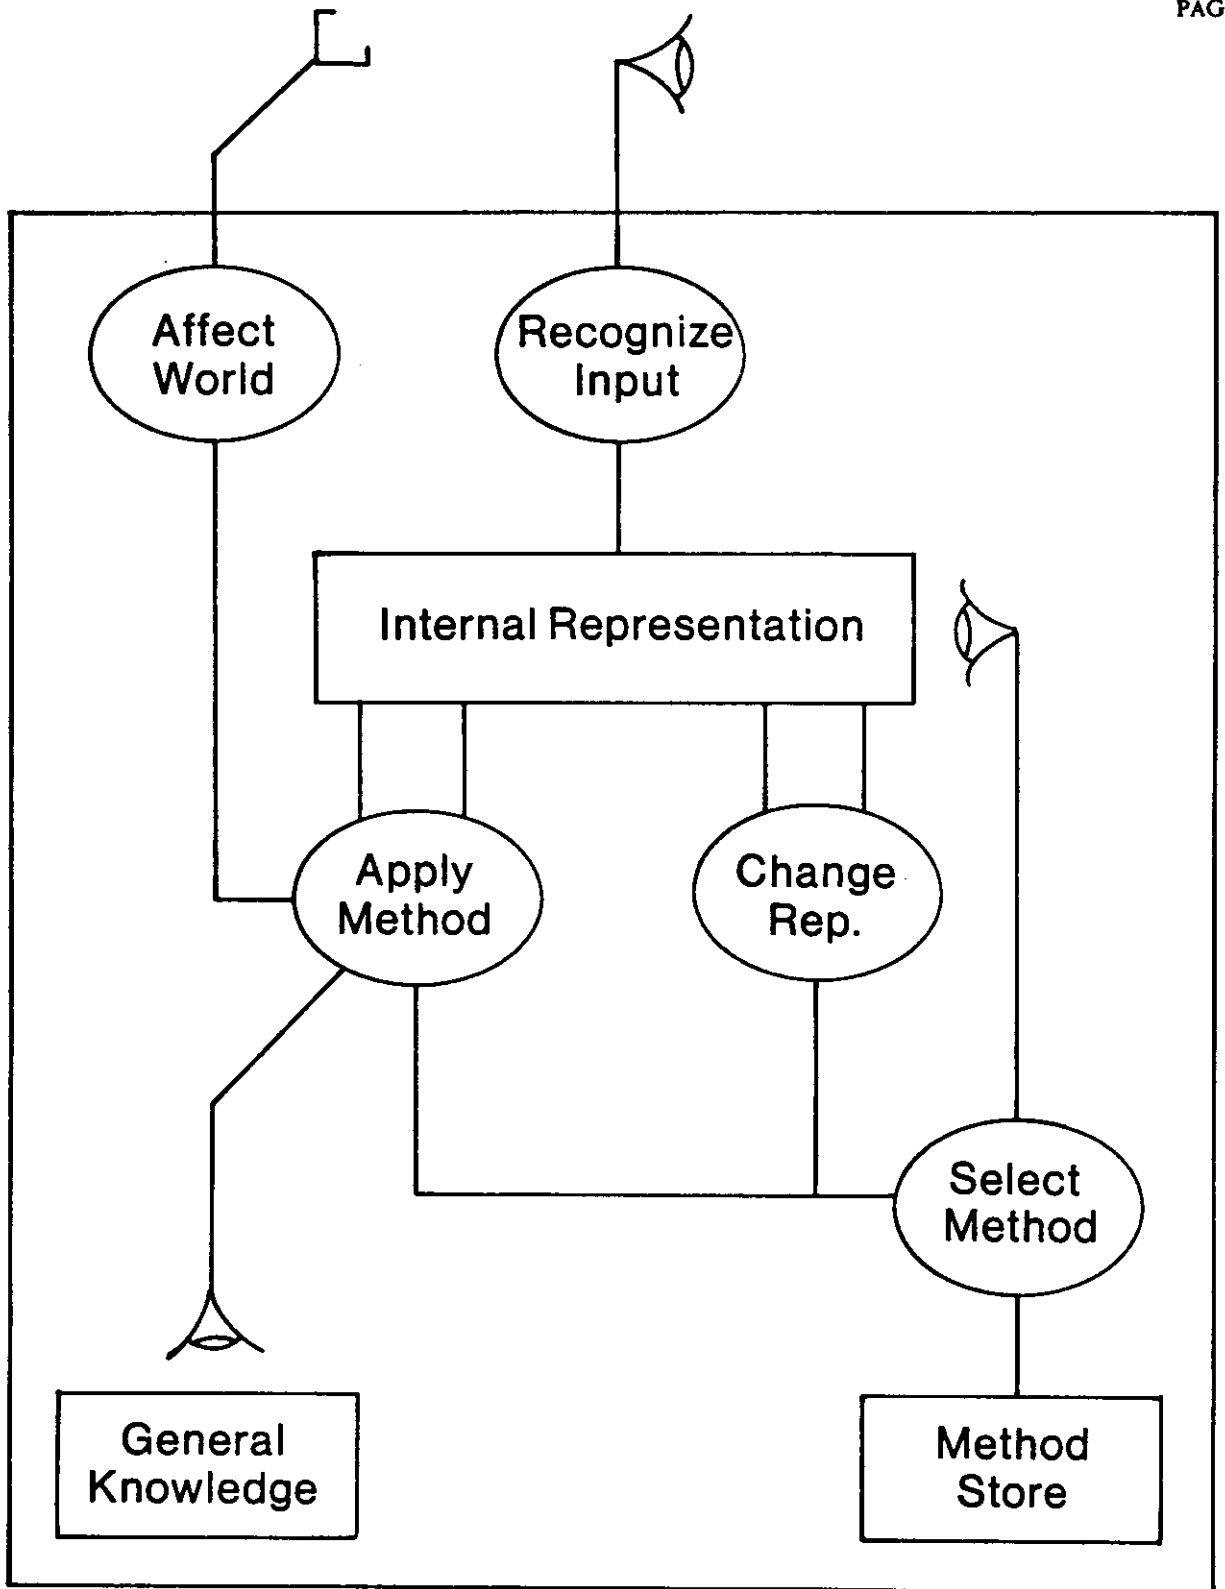 PAG
Affect
World
Recognize
Input
Internal Representation
Apply
Method
Change
Rep.
Select
Method
General
Knowledge
Method
Store